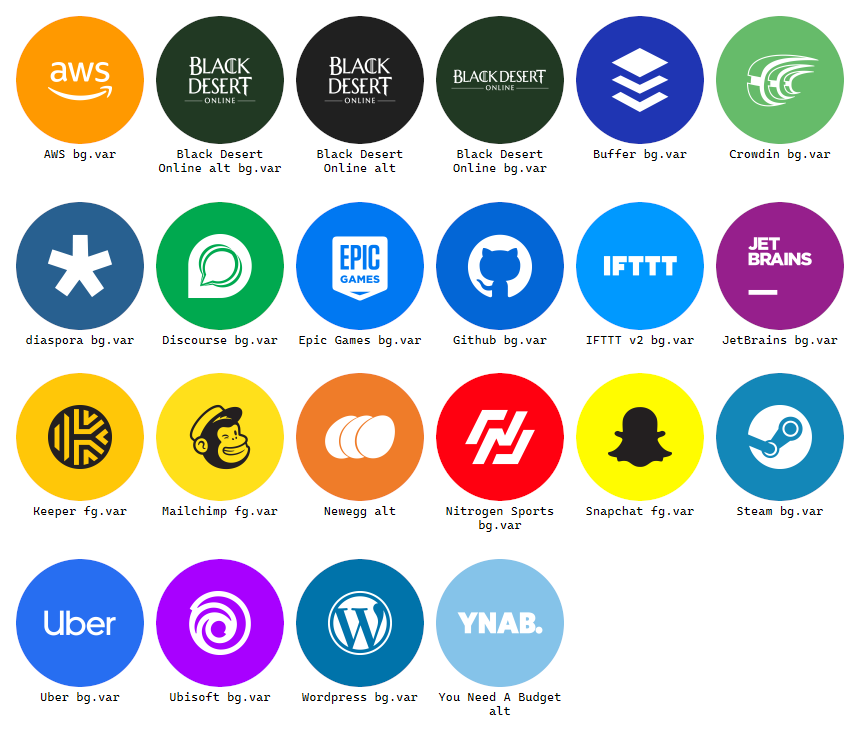 aws
BLACK
DESERT
ONLINE
BLACK
DESERT
ONLINE
BLACK DESERT
ONLINE
AWS bg.var
Black Desert
Online alt bg.var
Black Desert
Online alt
Black Desert
Online bg.var
Buffer bg.var
Crowdin bg.var
EPIC
GAMES
IFTTT
JET
BRAINS
diaspora bg.var
Discourse bg.var
Epic Games bg.var
Github bg.var
IFTTT v2 bg.var
JetBrains bg.var
Keeper fg.var
Mailchimp fg.var
Newegg alt
Nitrogen Sports
bg.var
Snapchat fg.var
Steam bg.var
Uber
W
YNAB.
Uber bg.var
Ubisoft bg.var
Wordpress bg.var
You Need A Budget
alt